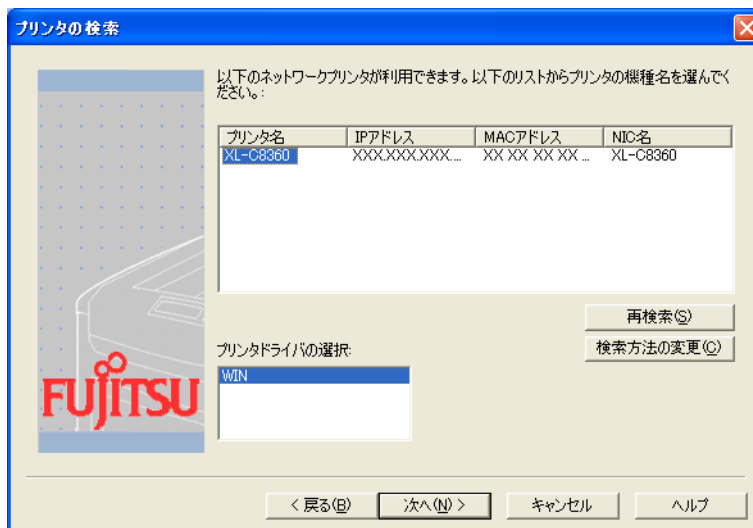 プリンタの検索
以下のネットワークプリンタが利用できます。以下のリストからプリンタの機種名を選んでく
ださい。:
プリンタ名 IPアドレス MACアドレス NIC名
XL-C8360 XXX.XXX.XXX.... XX XX XX XX ... XL-C8360
再検索(S)
プリンタドライバの選択:
検索方法の変更(C)
WIN
FUJITSU
< 戻る(B) 次へ(N) > キャンセル ヘルプ